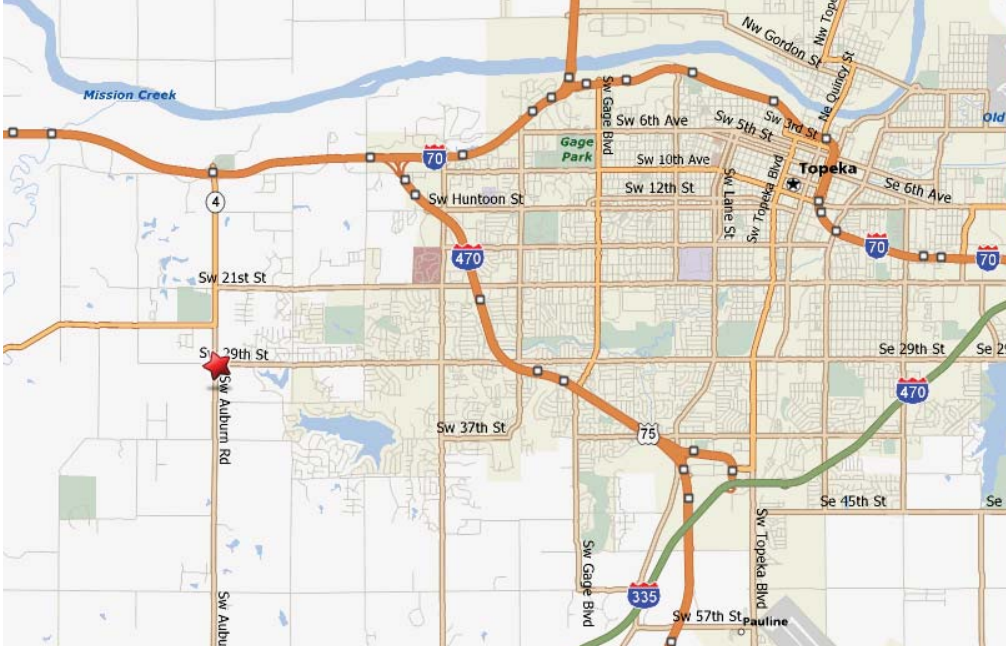 Nw Gordon St
Nw Tope
Ne Quincy St
Mission Creek
Sw Gage Blvd
Sw 6th Ave
Sw 5th St
Sw 3rd St
Old
Gage
Park
70
Sw 10th Ave
Topeka
Sw 12th St
Sw Lane St
Sw Topeka Blvd
Se 6th Ave
4
Sw Huntoon St
470
70
70
Sw 21st St
Sw 29th St
Se 29th St
Se 2
470
Sw Auburn Rd
Sw 37th St
75
Se 45th St
Se
Sw Gage Blvd
Sw Topeka Blvd
335
Sw Aubu
Sw 57th St
Pauline